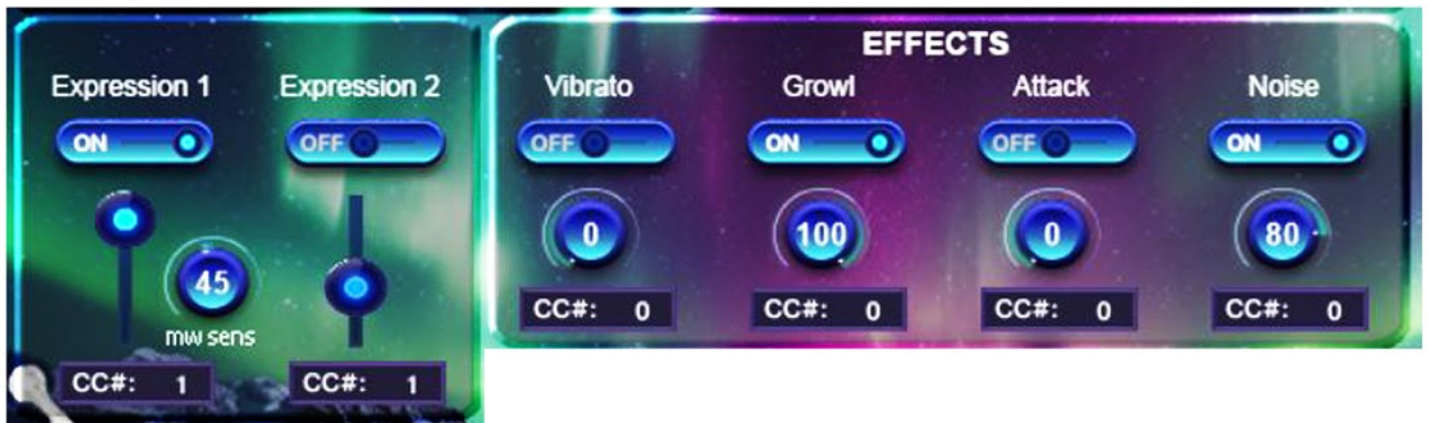 Expression 1
Expression 2
ON
OFF
45
mw sens
CC#: 1
CC#: 1
EFFECTS
Vibrato
Growl
Attack
Noise
OFF
ON
OFF
ON
0
100
0
80
CC#: 0
CC#: 0
CC#: 0
CC#: 0